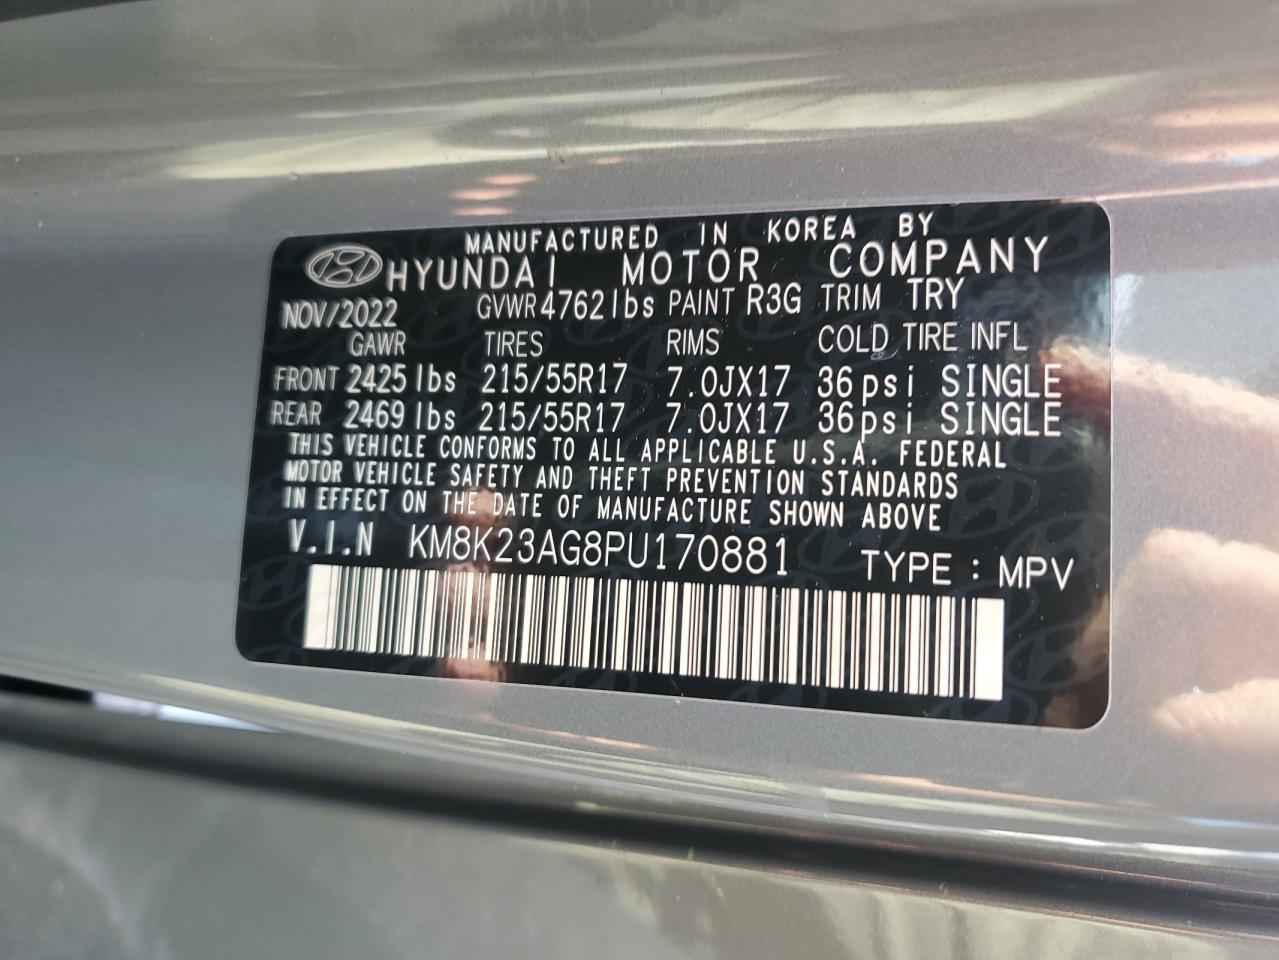 MANUFACTURED IN KOREA BY
HYUNDAI MOTOR COMPANY
NOV/2022 GVWR 4762 lbs PAINT R3G TRIM TRY
GAWR TIRES RIMS COLD TIRE INFL
FRONT 2425 lbs 215/55R17 7.0JX17 36psi SINGLE
REAR 2469 lbs 215/55R17 7.0JX17 36psi SINGLE
THIS VEHICLE CONFORMS TO ALL APPLICABLE U.S.A. FEDERAL
MOTOR VEHICLE SAFETY AND THEFT PREVENTION STANDARDS
IN EFFECT ON THE DATE OF MANUFACTURE SHOWN ABOVE
V.I.N KM8K23AG8PU170881 TYPE : MPV